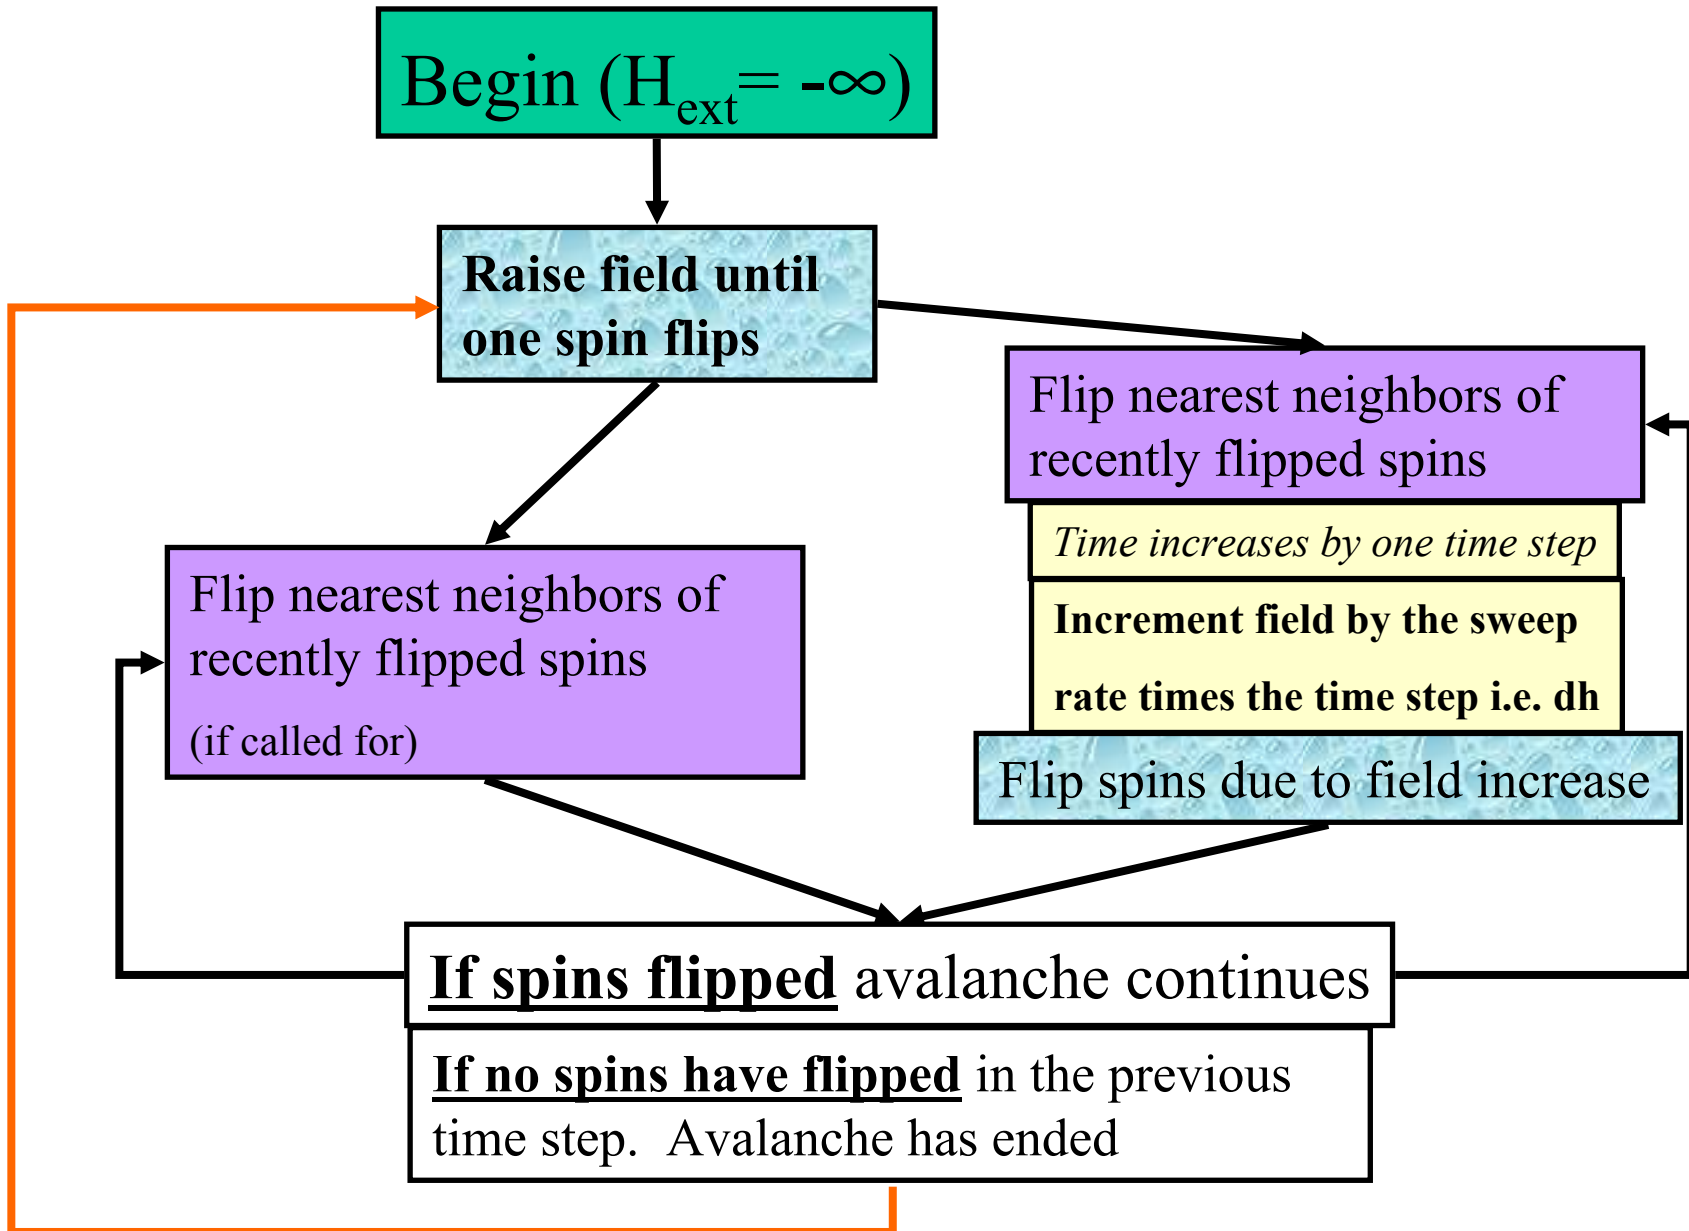 Begin (Hext= -∞)
Raise field until
one spin flips
Flip nearest neighbors of
recently flipped spins
Time increases by one time step
Increment field by the sweep
rate times the time step i.e. dh
Flip spins due to field increase
Flip nearest neighbors of
recently flipped spins
(if called for)
If spins flipped avalanche continues
If no spins have flipped in the previous
time step.  Avalanche has ended